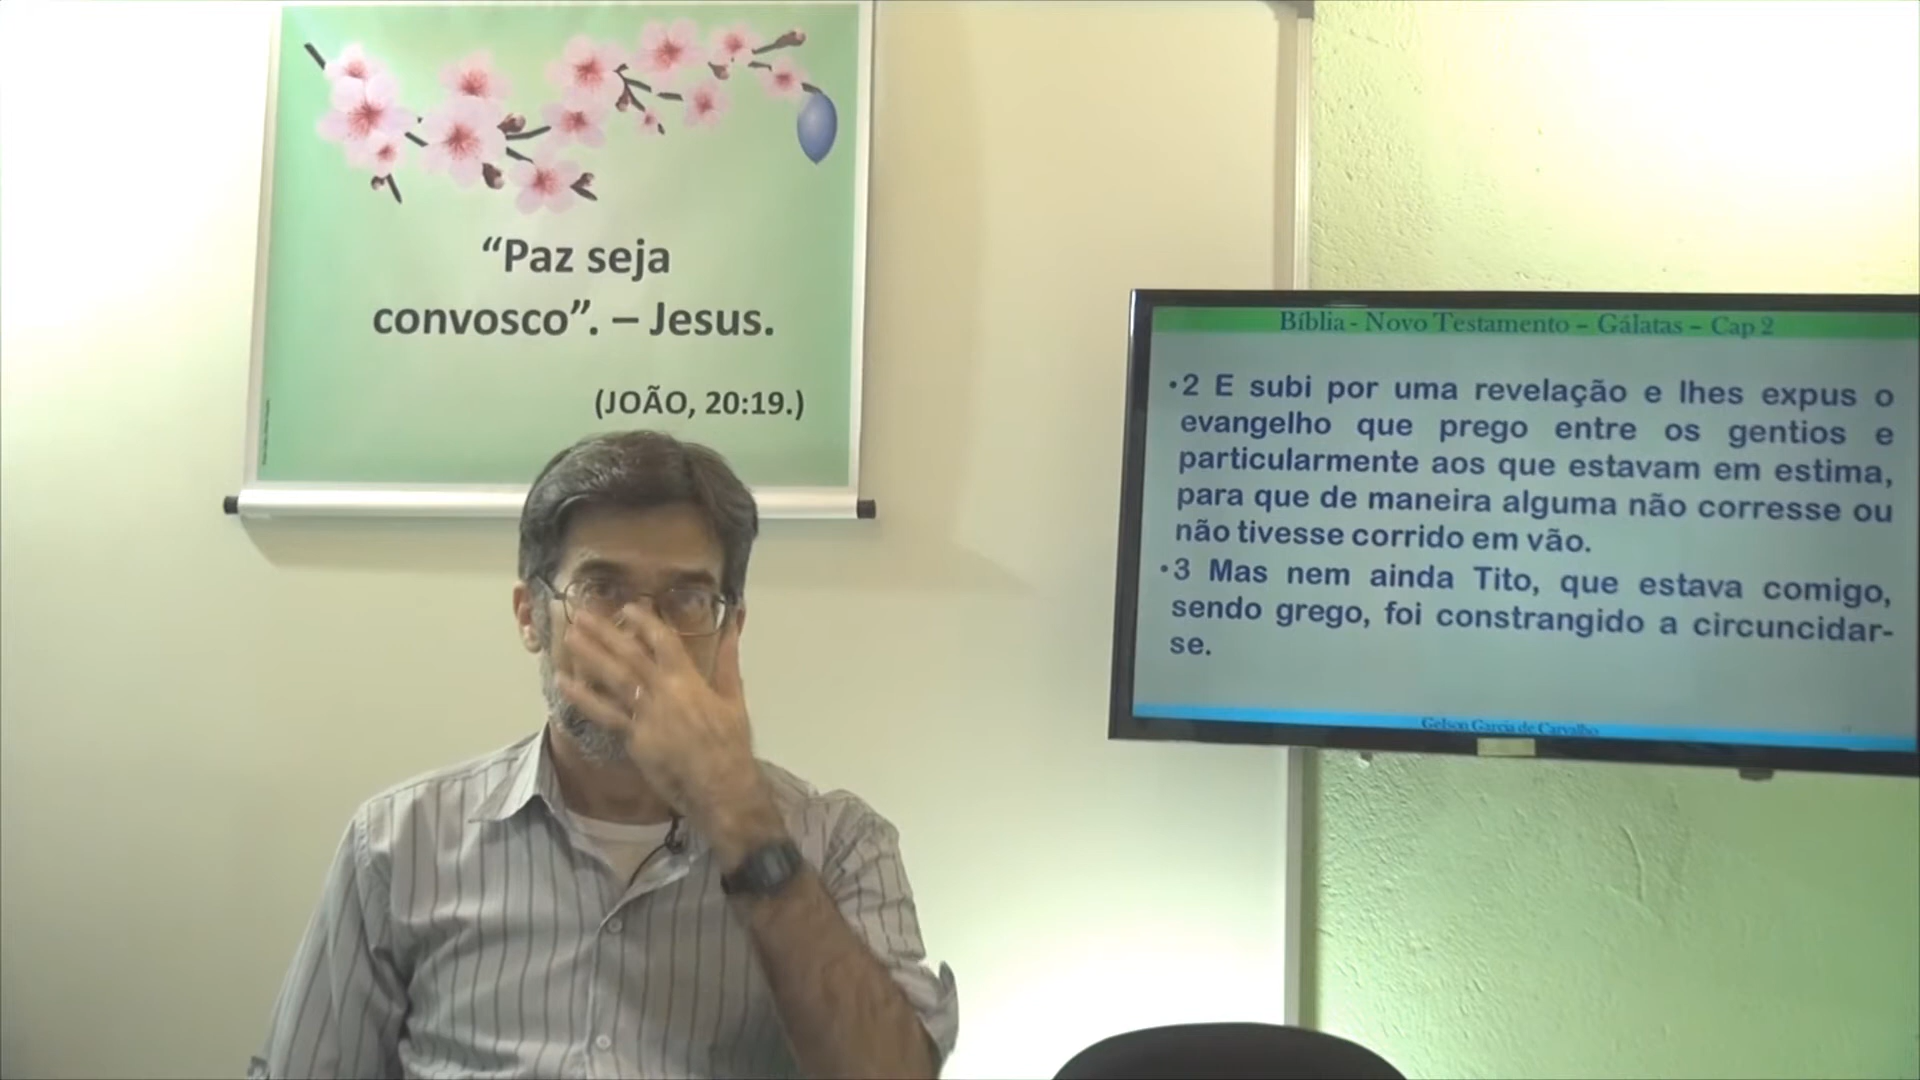 “Paz seja
convosco”. – Jesus.
(JOÃO, 20:19.)
Bíblia - Novo Testamento – Gálatas – Cap 2
•2 E subi por uma revelação e lhes expus o
evangelho que prego entre os gentios e
particularmente aos que estavam em estima,
para que de maneira alguma não corresse ou
não tivesse corrido em vão.
•3 Mas nem ainda Tito, que estava comigo,
sendo grego, foi constrangido a circuncidar-
se.
Gelson Garcia de Carvalho